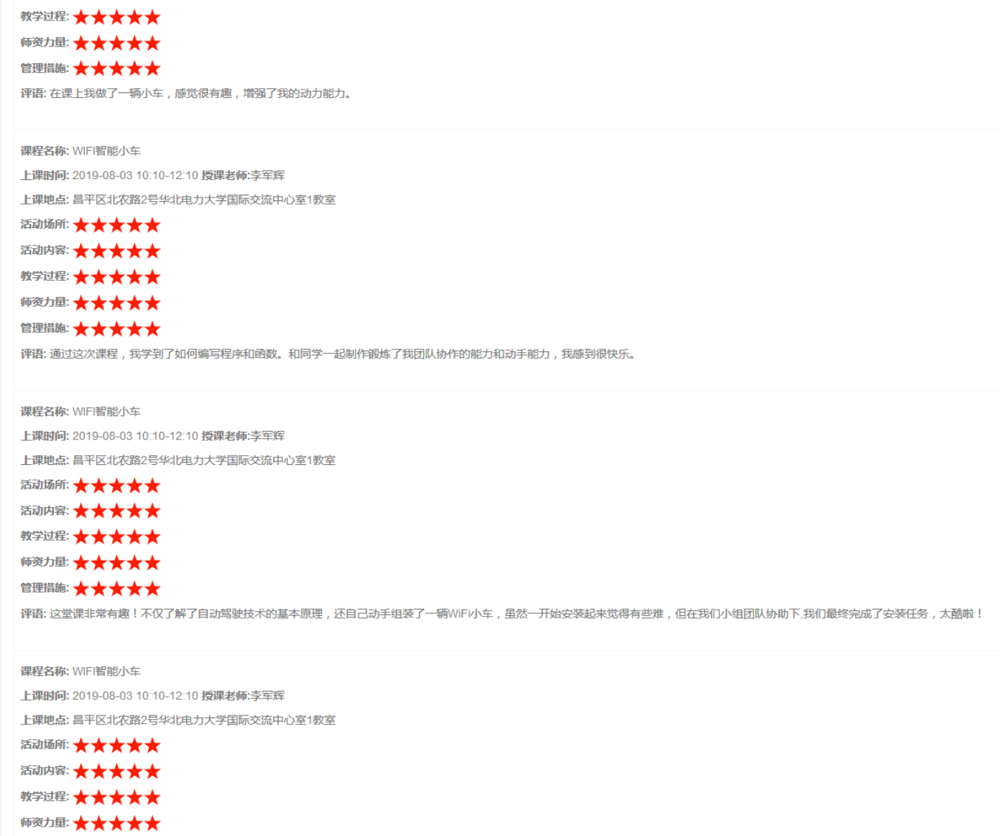 教学过程: ★★★★★
师资力量: ★★★★★
管理措施: ★★★★★
评语: 在课上我做了一辆小车，感觉很有趣，增强了我的动力能力。
课程名称: WIFI智能小车
上课时间: 2019-08-03 10:10-12:10 授课老师:李军辉
上课地点: 昌平区北农路2号华北电力大学国际交流中心室1教室
活动场所: ★★★★★
活动内容: ★★★★★
教学过程: ★★★★★
师资力量: ★★★★★
管理措施: ★★★★★
评语: 通过这次课程，我学到了如何编写程序和函数。和同学一起制作锻炼了我团队协作的能力和动手能力，我感到很快乐。
课程名称: WIFI智能小车
上课时间: 2019-08-03 10:10-12:10 授课老师:李军辉
上课地点: 昌平区北农路2号华北电力大学国际交流中心室1教室
活动场所: ★★★★★
活动内容: ★★★★★
教学过程: ★★★★★
师资力量: ★★★★★
管理措施: ★★★★★
评语: 这堂课非常有趣！不仅了解了自动驾驶技术的基本原理，还自己动手组装了一辆WiFi小车，虽然一开始安装起来觉得有些难，但在我们小组团队协助下,我们最终完成了安装任务，太酷啦！
课程名称: WIFI智能小车
上课时间: 2019-08-03 10:10-12:10 授课老师:李军辉
上课地点: 昌平区北农路2号华北电力大学国际交流中心室1教室
活动场所: ★★★★★
活动内容: ★★★★★
教学过程: ★★★★★
师资力量: ★★★★★